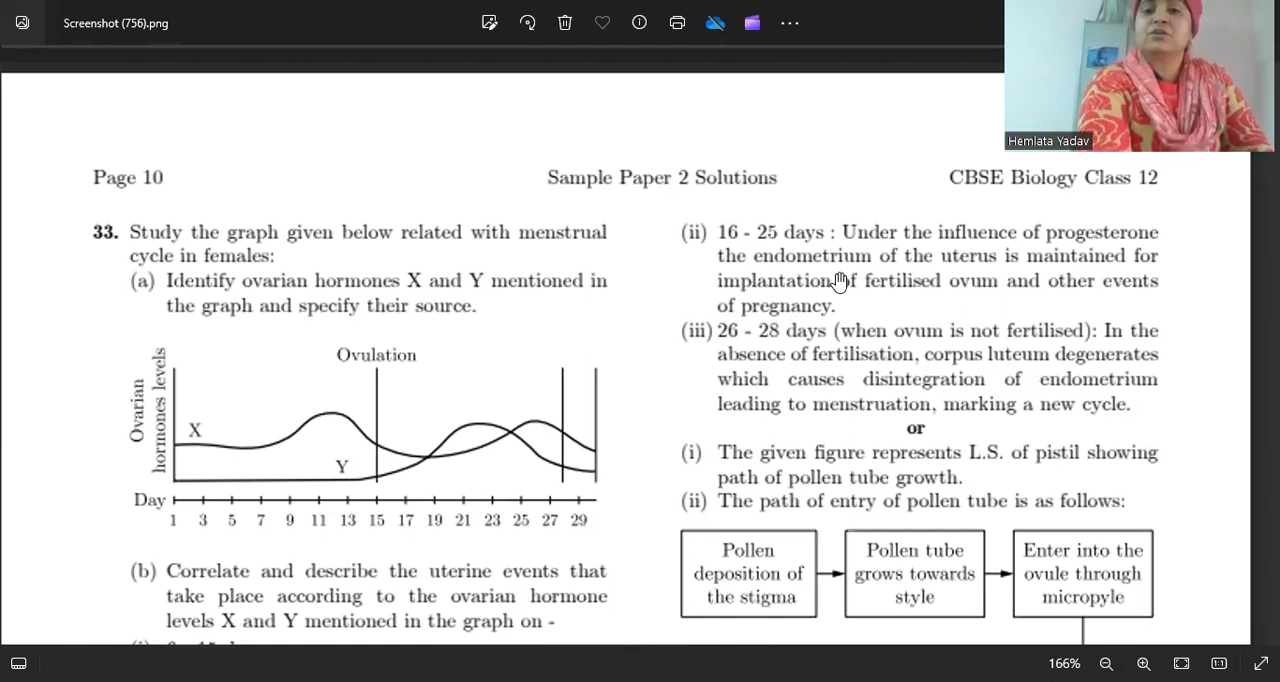 Screenshot (756).png
Hemlata Yadav
Page 10
Sample Paper 2 Solutions
CBSE Biology Class 12
33. Study the graph given below related with menstrual
cycle in females:
(a) Identify ovarian hormones X and Y mentioned in
the graph and specify their source.
Ovulation
Ovarian
hormones levels
X
Y
Day
1 3 5 7 9 11 13 15 17 19 21 23 25 27 29
(b) Correlate and describe the uterine events that
take place according to the ovarian hormone
levels X and Y mentioned in the graph on -
(ii) 16 - 25 days : Under the influence of progesterone
the endometrium of the uterus is maintained for
implantation of fertilised ovum and other events
of pregnancy.
(iii) 26 - 28 days (when ovum is not fertilised): In the
absence of fertilisation, corpus luteum degenerates
which causes disintegration of endometrium
leading to menstruation, marking a new cycle.
or
(i) The given figure represents L.S. of pistil showing
path of pollen tube growth.
(ii) The path of entry of pollen tube is as follows:
Pollen
deposition of
the stigma
Pollen tube
grows towards
style
Enter into the
ovule through
micropyle
166%
1:1